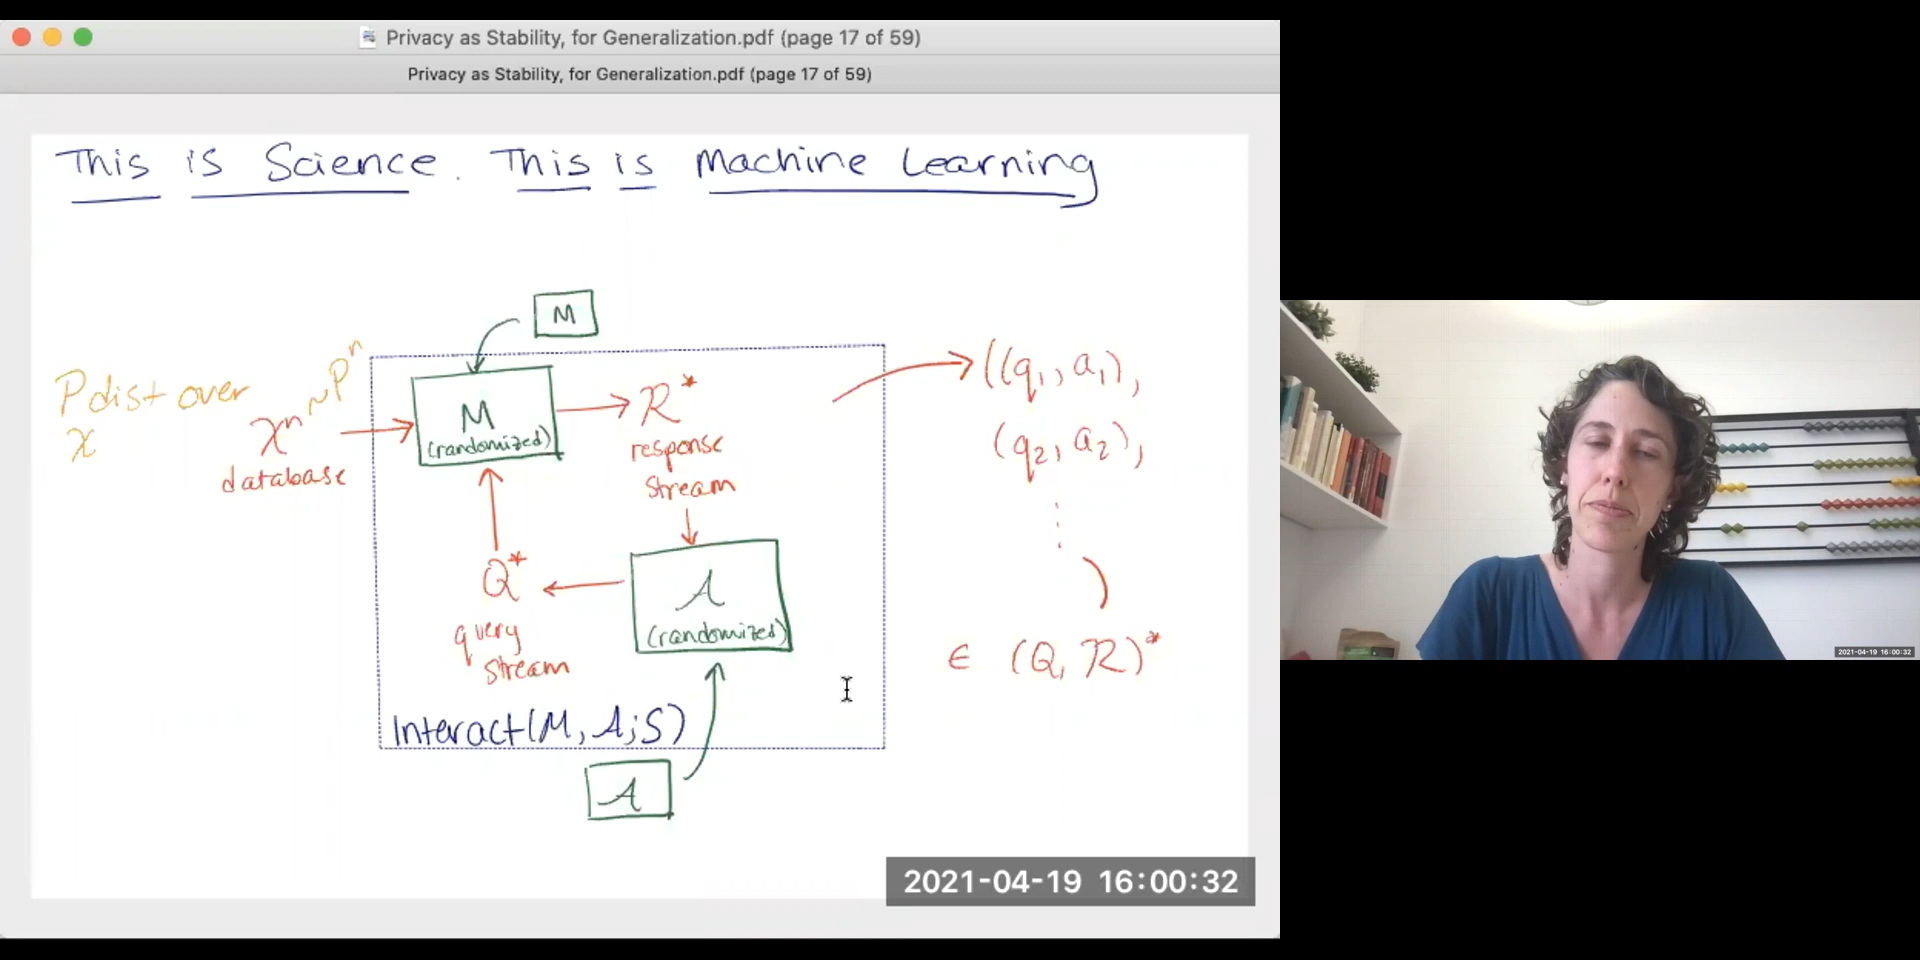 Privacy as Stability, for Generalization.pdf (page 17 of 59)
Privacy as Stability, for Generalization.pdf (page 17 of 59)
This is Science. This is Machine Learning
M
P dist over
X
Xⁿ ~ Pⁿ
database
M
(randomized)
R*
response
stream
Q*
query
stream
A
(randomized)
Interact(M, A; S)
A
((q₁, a₁),
(q₂, a₂),
⋮
)
∈ (Q, R)*
2021-04-19 16:00:32
2021-04-19 16:00:32